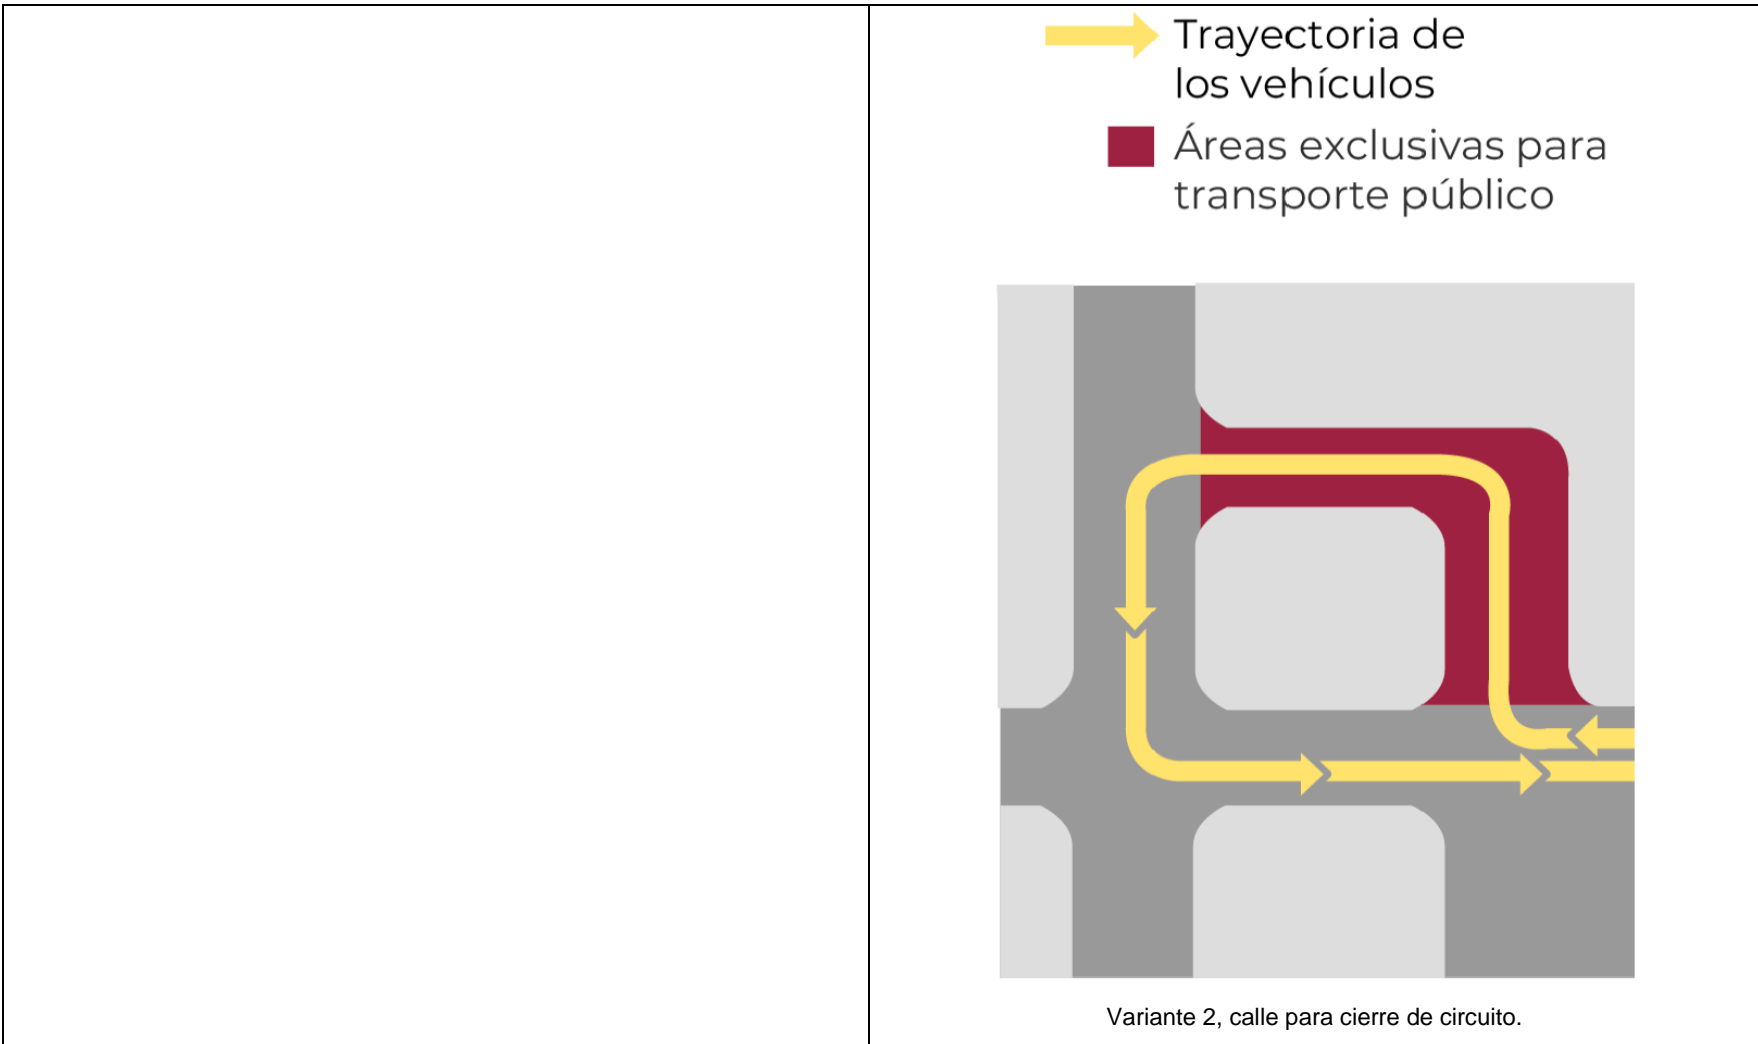 Trayectoria de
los vehículos
Áreas exclusivas para
transporte público
Variante 2, calle para cierre de circuito.